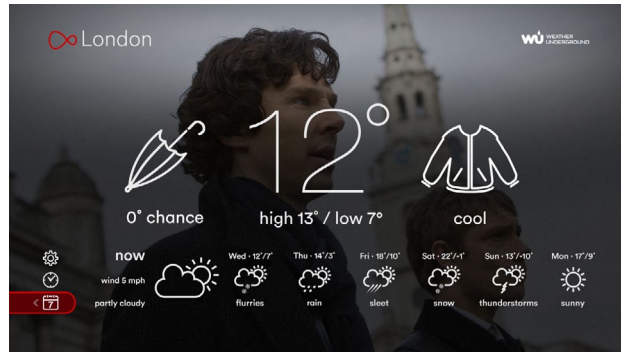 London
WU WEATHER UNDERGROUND
12°
0° chance
high 13° / low 7°
cool
now
wind 5 mph
partly cloudy
Wed · 12°/7°
flurries
Thu · 14°/3°
rain
Fri · 18°/10°
sleet
Sat · 22°/-1°
snow
Sun · 13°/-10°
thunderstorms
Mon · 17°/9°
sunny
7